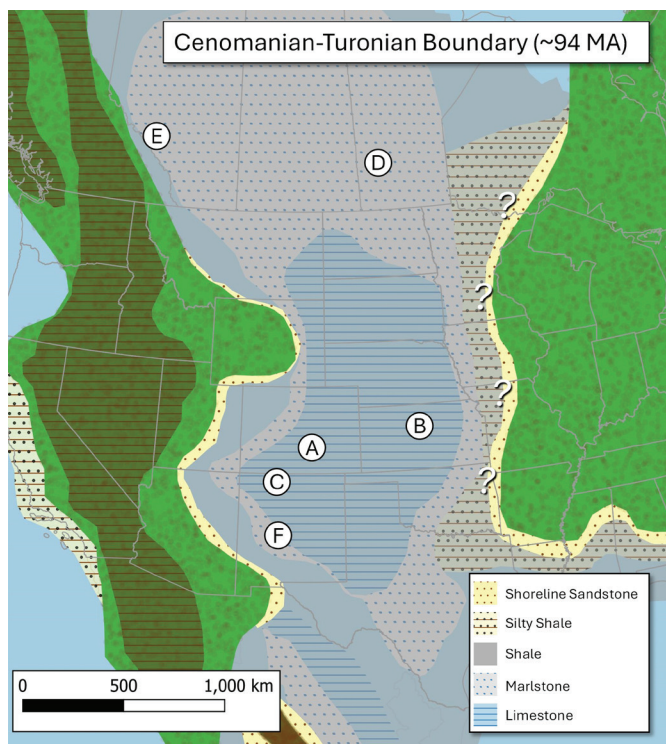 Cenomanian-Turonian Boundary (~94 MA)
E
D
?
?
?
B
A
C
?
F
Shoreline Sandstone
Silty Shale
Shale
Marlstone
Limestone
0 500 1,000 km